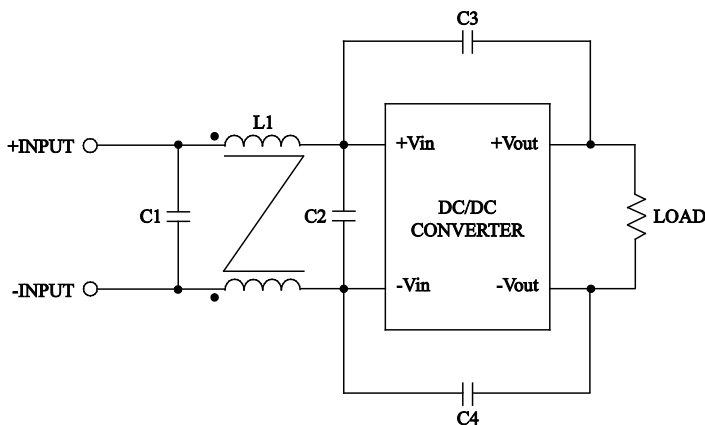 C3
L1
+INPUT
+Vin
+Vout
C1
C2
DC/DC
CONVERTER
LOAD
-INPUT
-Vin
-Vout
C4